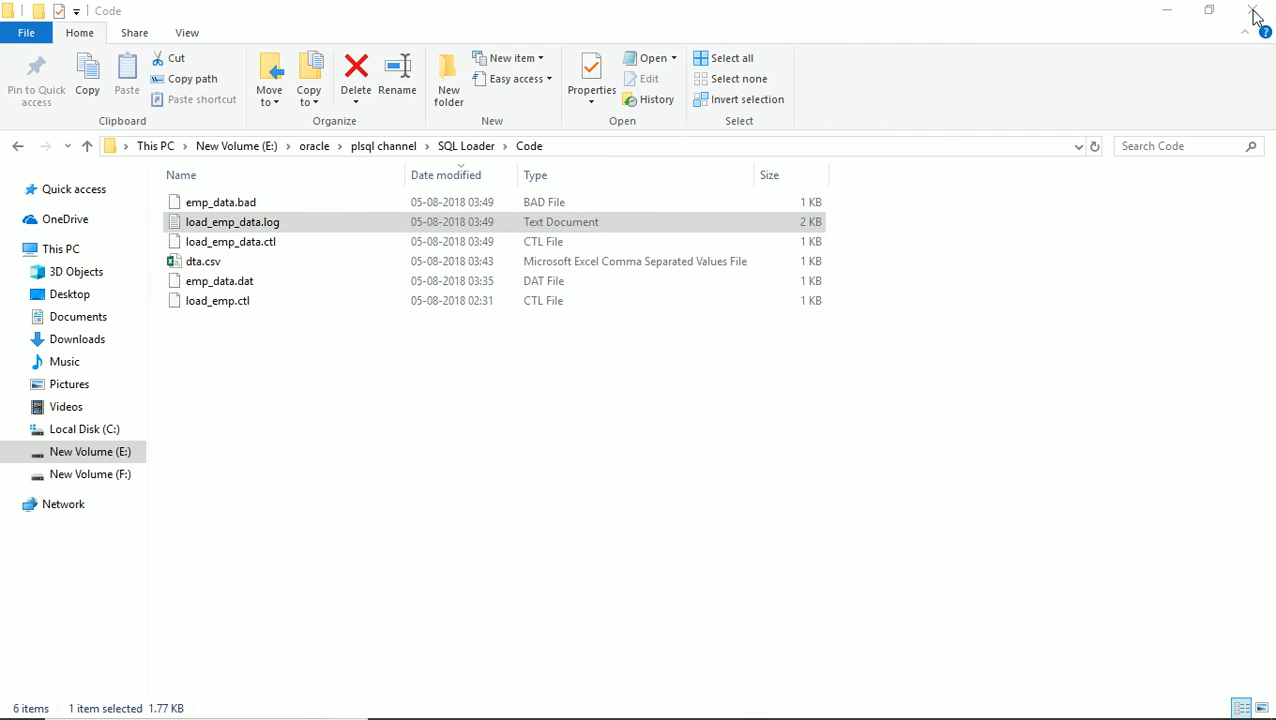 Code
File Home Share View
Pin to Quick access
Copy
Paste
Cut
Copy path
Paste shortcut
Clipboard
Move to
Copy to
Delete
Rename
Organize
New folder
New item
Easy access
New
Properties
Open
Edit
History
Open
Select all
Select none
Invert selection
Select
This PC New Volume (E:) oracle plsql channel SQL Loader Code
Search Code
Name Date modified Type Size
Quick access
OneDrive
This PC
3D Objects
Desktop
Documents
Downloads
Music
Pictures
Videos
Local Disk (C:)
New Volume (E:)
New Volume (F:)
Network
emp_data.bad 05-08-2018 03:49 BAD File 1 KB
load_emp_data.log 05-08-2018 03:49 Text Document 2 KB
load_emp_data.ctl 05-08-2018 03:49 CTL File 1 KB
dta.csv 05-08-2018 03:43 Microsoft Excel Comma Separated Values File 1 KB
emp_data.dat 05-08-2018 03:35 DAT File 1 KB
load_emp.ctl 05-08-2018 02:31 CTL File 1 KB
6 items 1 item selected 1.77 KB